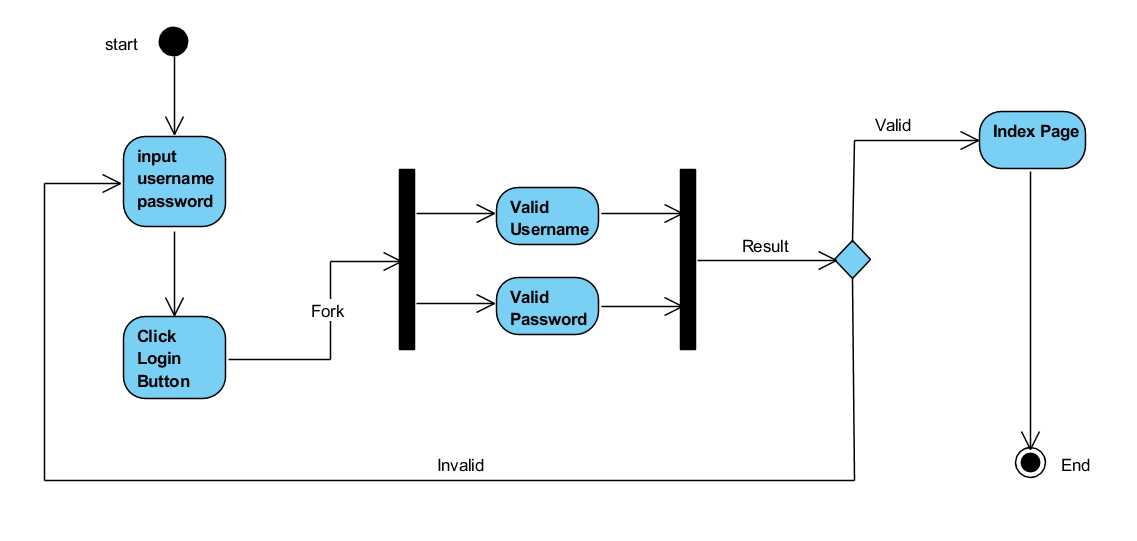 start
input
username
password
Click
Login
Button
Fork
Valid
Username
Valid
Password
Result
Valid
Index Page
Invalid
End